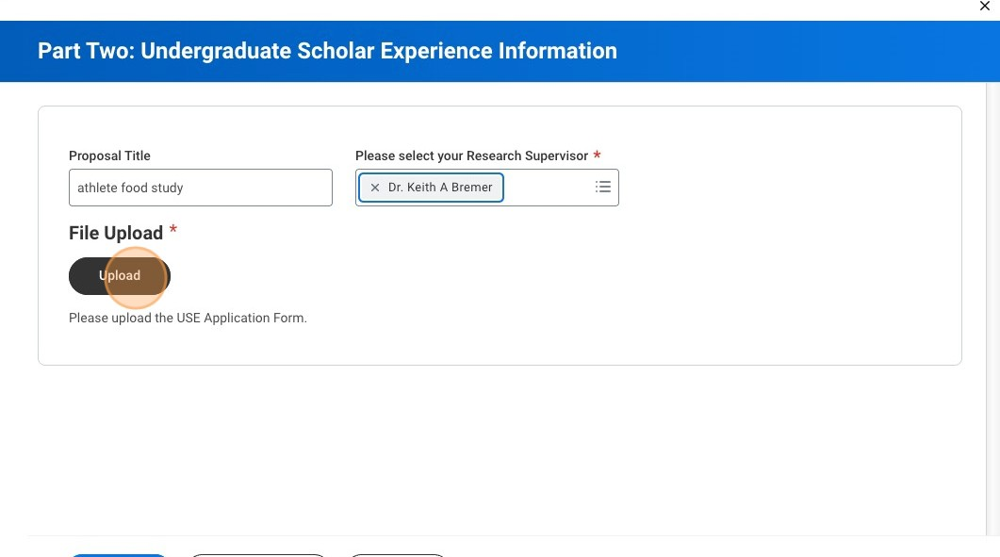 Part Two: Undergraduate Scholar Experience Information
Proposal Title
Please select your Research Supervisor *
athlete food study
Dr. Keith A Bremer
File Upload *
Upload
Please upload the USE Application Form.